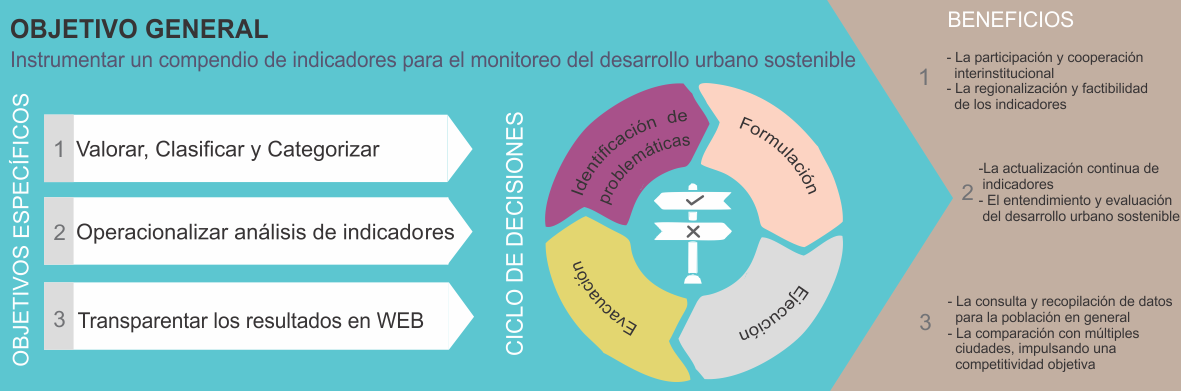 OBJETIVO GENERAL
Instrumentar un compendio de indicadores para el monitoreo del desarrollo urbano sostenible
OBJETIVOS ESPECÍFICOS
1 Valorar, Clasificar y Categorizar
2 Operacionalizar análisis de indicadores
3 Transparentar los resultados en WEB
CICLO DE DECISIONES
Identificación de
problemáticas
Formulación
Ejecución
Evacuación
BENEFICIOS
1
- La participación y cooperación
interinstitucional
- La regionalización y factibilidad
de los indicadores
2
-La actualización continua de
indicadores
- El entendimiento y evaluación
del desarrollo urbano sostenible
3
- La consulta y recopilación de datos
para la población en general
- La comparación con múltiples
ciudades, impulsando una
competitividad objetiva